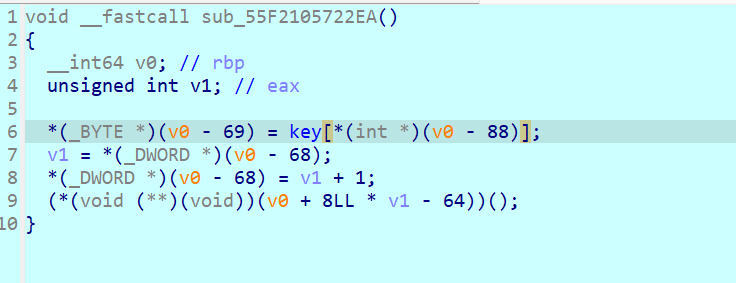 1 void __fastcall sub_55F2105722EA()
2 {
3   __int64 v0; // rbp
4   unsigned int v1; // eax
5
6   *(_BYTE *)(v0 - 69) = key[*(int *)(v0 - 88)];
7   v1 = *(_DWORD *)(v0 - 68);
8   *(_DWORD *)(v0 - 68) = v1 + 1;
9   (*(void (**)(void))(v0 + 8LL * v1 - 64))();
10 }